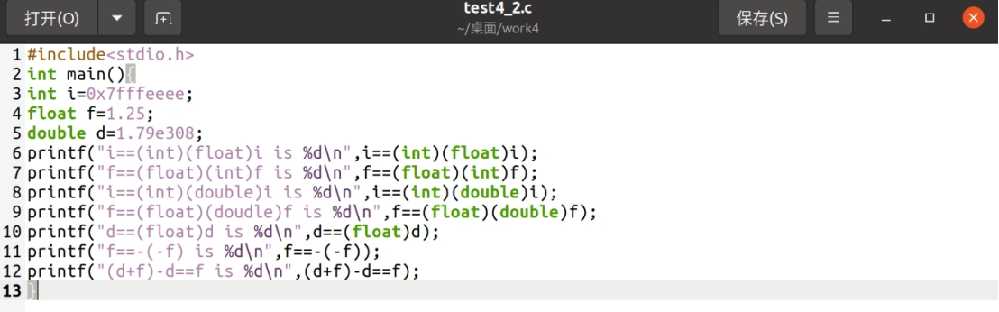 打开(O) test4_2.c 保存(S)
~/桌面/work4
1 #include<stdio.h>
2 int main(){
3 int i=0x7fffeeee;
4 float f=1.25;
5 double d=1.79e308;
6 printf("i==(int)(float)i is %d\n",i==(int)(float)i);
7 printf("f==(float)(int)f is %d\n",f==(float)(int)f);
8 printf("i==(int)(double)i is %d\n",i==(int)(double)i);
9 printf("f==(float)(doudle)f is %d\n",f==(float)(double)f);
10 printf("d==(float)d is %d\n",d==(float)d);
11 printf("f==-(-f) is %d\n",f==-(-f));
12 printf("(d+f)-d==f is %d\n",(d+f)-d==f);
13 }